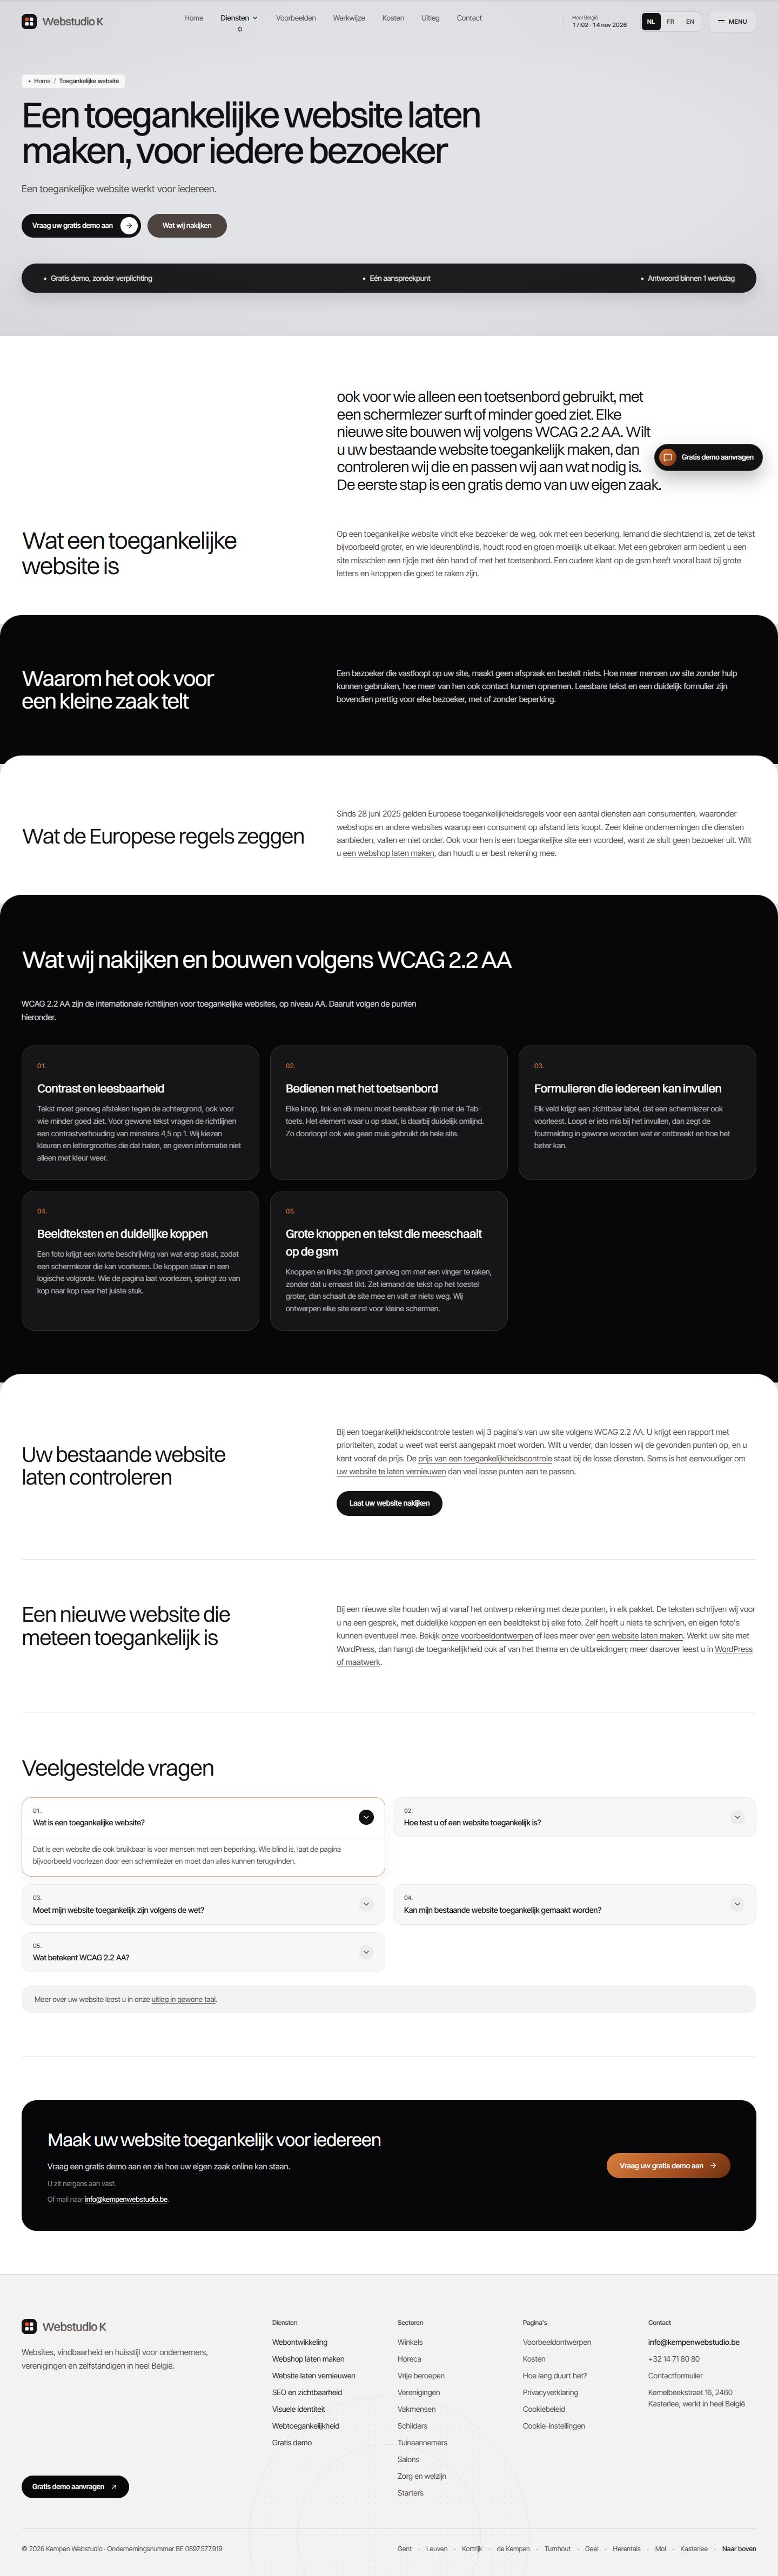 Webstudio K
Home
Diensten
Voorbeelden
Werkwijze
Kosten
Uitleg
Contact
Heel België
17:02 · 14 nov 2026
NL
FR
EN
MENU
Home / Toegankelijke website
Een toegankelijke website laten
maken, voor iedere bezoeker
Een toegankelijke website werkt voor iedereen.
Vraag uw gratis demo aan
Wat wij nakijken
Gratis demo, zonder verplichting
Eén aanspreekpunt
Antwoord binnen 1 werkdag
ook voor wie alleen een toetsenbord gebruikt, met
een schermlezer surft of minder goed ziet. Elke
nieuwe site bouwen wij volgens WCAG 2.2 AA. Wilt
u uw bestaande website toegankelijk maken, dan
controleren wij die en passen wij aan wat nodig is.
De eerste stap is een gratis demo van uw eigen zaak.
Gratis demo aanvragen
Wat een toegankelijke
website is
Op een toegankelijke website vindt elke bezoeker de weg, ook met een beperking. Iemand die slechtziend is, zet de tekst
bijvoorbeeld groter, en wie kleurenblind is, houdt rood en groen moeilijk uit elkaar. Met een gebroken arm bedient u een
site misschien een tijdje met één hand of met het toetsenbord. Een oudere klant op de gsm heeft vooral baat bij grote
letters en knoppen die goed te raken zijn.
Waarom het ook voor
een kleine zaak telt
Een bezoeker die vastloopt op uw site, maakt geen afspraak en bestelt niets. Hoe meer mensen uw site zonder hulp
kunnen gebruiken, hoe meer van hen ook contact kunnen opnemen. Leesbare tekst en een duidelijk formulier zijn
bovendien prettig voor elke bezoeker, met of zonder beperking.
Wat de Europese regels zeggen
Sinds 28 juni 2025 gelden Europese toegankelijkheidsregels voor een aantal diensten aan consumenten, waaronder
webshops en andere websites waarop een consument op afstand iets koopt. Zeer kleine ondernemingen die diensten
aanbieden, vallen er niet onder. Ook voor hen is een toegankelijke site een voordeel, want ze sluit geen bezoeker uit. Wilt
u een webshop laten maken, dan houdt u er best rekening mee.
Wat wij nakijken en bouwen volgens WCAG 2.2 AA
WCAG 2.2 AA zijn de internationale richtlijnen voor toegankelijke websites, op niveau AA. Daaruit volgen de punten
hieronder.
01.
Contrast en leesbaarheid
Tekst moet genoeg afsteken tegen de achtergrond, ook voor
wie minder goed ziet. Voor gewone tekst vragen de richtlijnen
een contrastverhouding van minstens 4,5 op 1. Wij kiezen
kleuren en lettergroottes die dat halen, en geven informatie niet
alleen met kleur weer.
02.
Bedienen met het toetsenbord
Elke knop, link en elk menu moet bereikbaar zijn met de Tab-
toets. Het element waar u op staat, is daarbij duidelijk omlijnd.
Zo doorloopt ook wie geen muis gebruikt de hele site.
03.
Formulieren die iedereen kan invullen
Elk veld krijgt een zichtbaar label, dat een schermlezer ook
voorleest. Loopt er iets mis bij het invullen, dan zegt de
foutmelding in gewone woorden wat er ontbreekt en hoe het
beter kan.
04.
Beeldteksten en duidelijke koppen
Een foto krijgt een korte beschrijving van wat erop staat, zodat
een schermlezer die kan voorlezen. De koppen staan in een
logische volgorde. Wie de pagina laat voorlezen, springt zo van
kop naar kop naar het juiste stuk.
05.
Grote knoppen en tekst die meeschaalt
op de gsm
Knoppen en links zijn groot genoeg om met een vinger te raken,
zonder dat u ernaast tikt. Zet iemand de tekst op het toestel
groter, dan schaalt de site mee en valt er niets weg. Wij
ontwerpen elke site eerst voor kleine schermen.
Uw bestaande website
laten controleren
Bij een toegankelijkheidscontrole testen wij 3 pagina's van uw site volgens WCAG 2.2 AA. U krijgt een rapport met
prioriteiten, zodat u weet wat eerst aangepakt moet worden. Wilt u verder, dan lossen wij de gevonden punten op, en u
kent vooraf de prijs. De prijs van een toegankelijkheidscontrole staat bij de losse diensten. Soms is het eenvoudiger om
uw website te laten vernieuwen dan veel losse punten aan te passen.
Laat uw website nakijken
Een nieuwe website die
meteen toegankelijk is
Bij een nieuwe site houden wij al vanaf het ontwerp rekening met deze punten, in elk pakket. De teksten schrijven wij voor
u na een gesprek, met duidelijke koppen en een beeldtekst bij elke foto. Zelf hoeft u niets te schrijven, en eigen foto's
kunnen eventueel mee. Bekijk onze voorbeeldontwerpen of lees meer over een website laten maken. Werkt uw site met
WordPress, dan hangt de toegankelijkheid ook af van het thema en de uitbreidingen; meer daarover leest u in WordPress
of maatwerk.
Veelgestelde vragen
01.
Wat is een toegankelijke website?
Dat is een website die ook bruikbaar is voor mensen met een beperking. Wie blind is, laat de pagina
bijvoorbeeld voorlezen door een schermlezer en moet dan alles kunnen terugvinden.
02.
Hoe test u of een website toegankelijk is?
03.
Moet mijn website toegankelijk zijn volgens de wet?
04.
Kan mijn bestaande website toegankelijk gemaakt worden?
05.
Wat betekent WCAG 2.2 AA?
Meer over uw website leest u in onze uitleg in gewone taal.
Maak uw website toegankelijk voor iedereen
Vraag een gratis demo aan en zie hoe uw eigen zaak online kan staan.
U zit nergens aan vast.
Of mail naar info@kempenwebstudio.be.
Vraag uw gratis demo aan
Webstudio K
Websites, vindbaarheid en huisstijl voor ondernemers,
verenigingen en zelfstandigen in heel België.
Gratis demo aanvragen
Diensten
Webontwikkeling
Webshop laten maken
Website laten vernieuwen
SEO en zichtbaarheid
Visuele identiteit
Webtoegankelijkheid
Gratis demo
Sectoren
Winkels
Horeca
Vrije beroepen
Verenigingen
Vakmensen
Schilders
Tuinaannemers
Salons
Zorg en welzijn
Starters
Pagina's
Voorbeeldontwerpen
Kosten
Hoe lang duurt het?
Privacyverklaring
Cookiebeleid
Cookie-instellingen
Contact
info@kempenwebstudio.be
+32 14 71 80 80
Contactformulier
Kemelbeekstraat 16, 2460
Kasterlee, werkt in heel België
© 2026 Kempen Webstudio · Ondernemingsnummer BE 0897.577.919
Gent · Leuven · Kortrijk · de Kempen · Turnhout · Geel · Herentals · Mol · Kasterlee · Naar boven